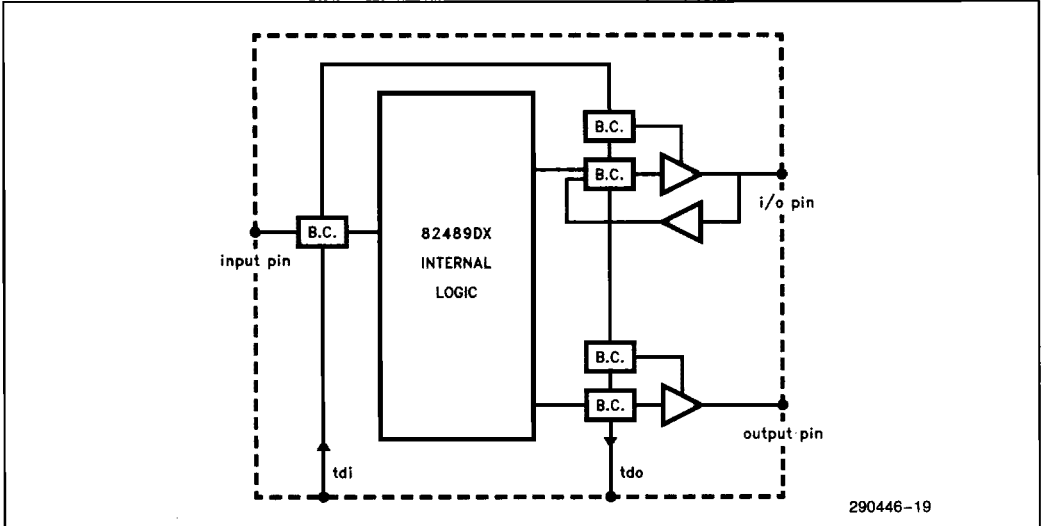 B.C.
B.C.
i/o pin
B.C.
input pin
82489DX
INTERNAL
LOGIC
B.C.
B.C.
output pin
tdi
tdo
290446-19